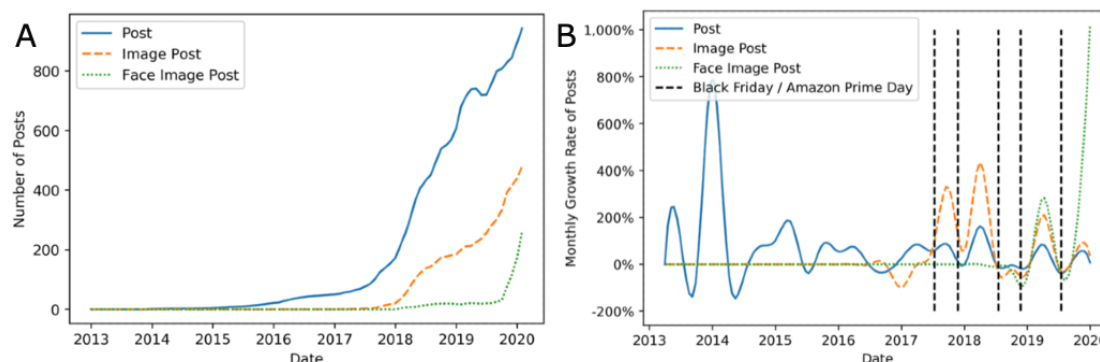 A
Post
Image Post
Face Image Post
Number of Posts
800
600
400
200
0
2013 2014 2015 2016 2017 2018 2019 2020
Date
B
Post
Image Post
Face Image Post
Black Friday / Amazon Prime Day
Monthly Growth Rate of Posts
1,000%
800%
600%
400%
200%
0%
-200%
2013 2014 2015 2016 2017 2018 2019 2020
Date